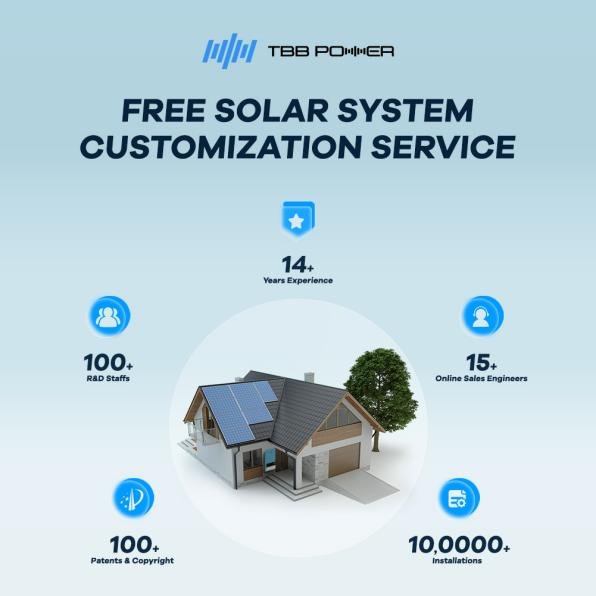 TBB POWER
FREE SOLAR SYSTEM
CUSTOMIZATION SERVICE
14+
Years Experience
100+
R&D Staffs
15+
Online Sales Engineers
100+
Patents & Copyright
10,0000+
Installations